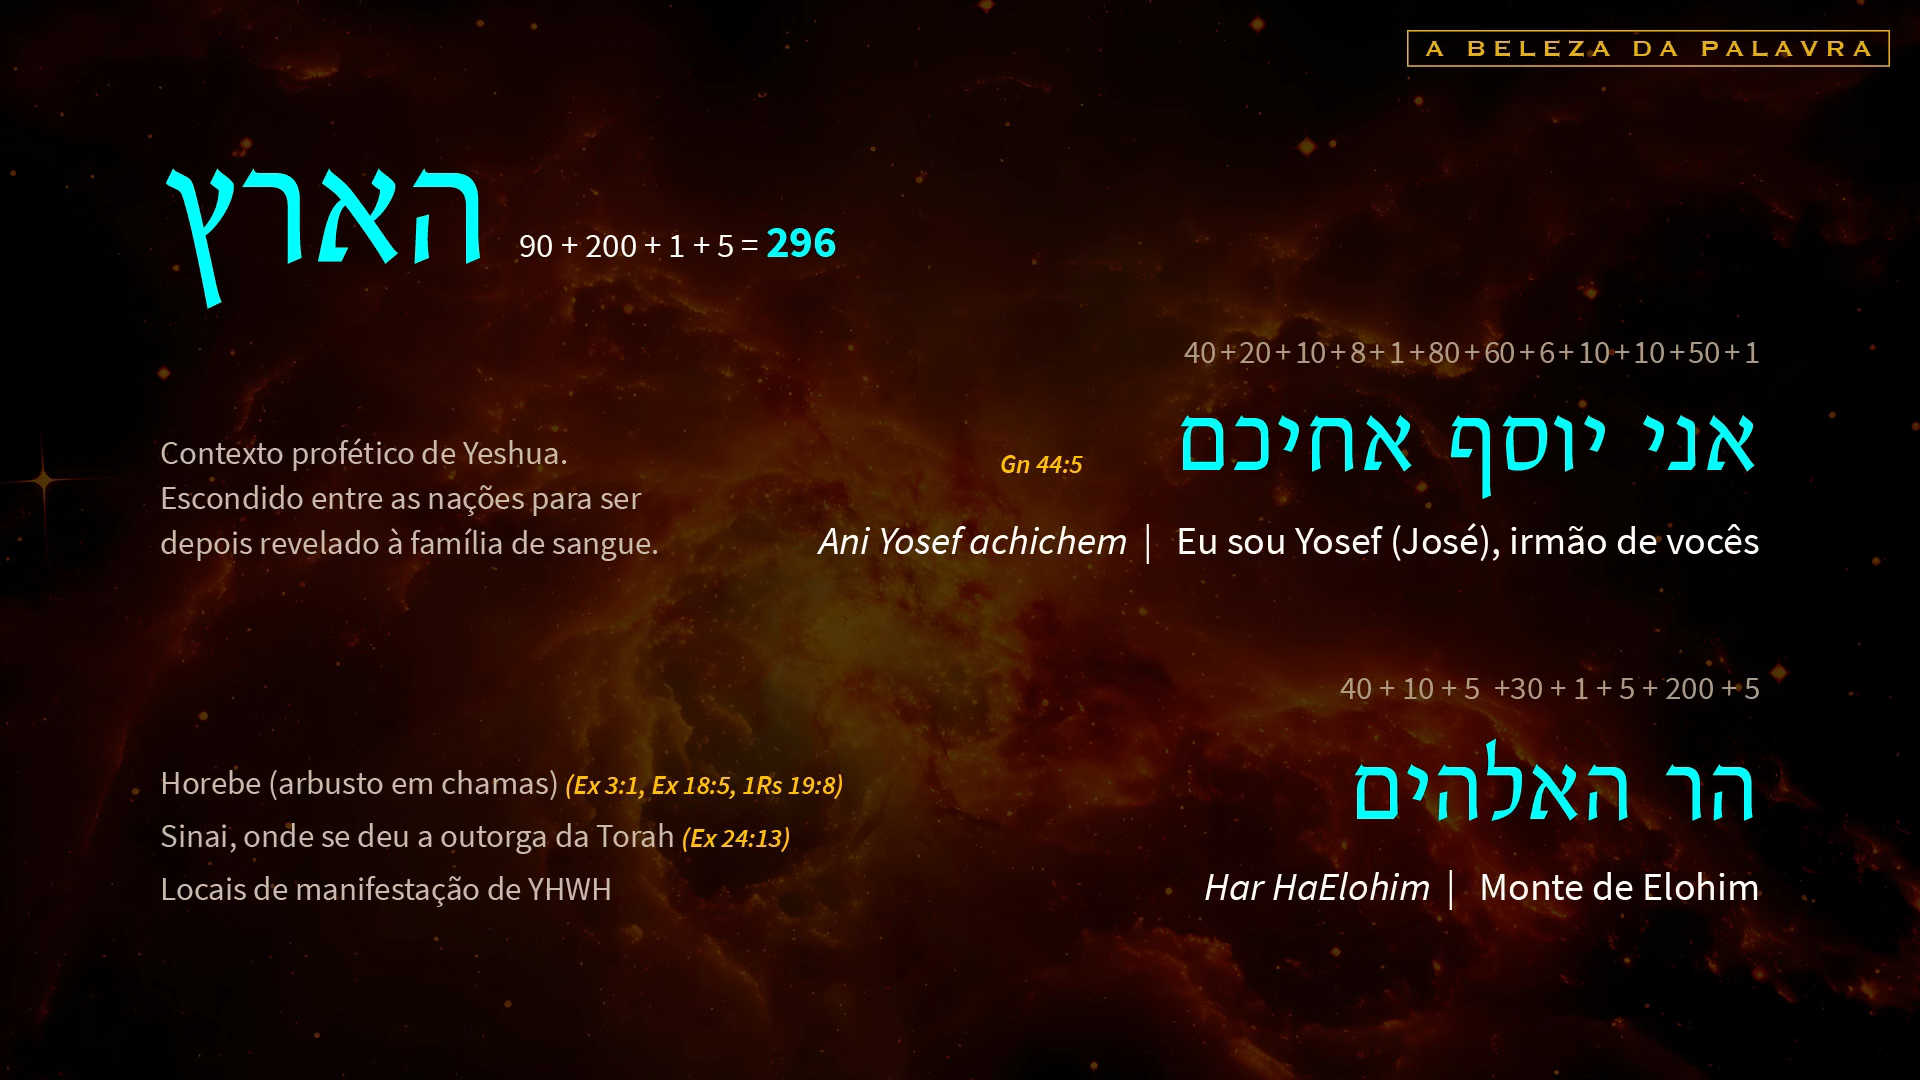 A BELEZA DA PALAVRA
הארץ
90 + 200 + 1 + 5 = 296
40+20+10+8+1+80+60+6+10+10+50+1
אני יוסף אחיכם
Gn 44:5
Ani Yosef achichem | Eu sou Yosef (José), irmão de vocês
Contexto profético de Yeshua.
Escondido entre as nações para ser
depois revelado à família de sangue.
40 + 10 + 5 +30 + 1 + 5 + 200 + 5
הר האלהים
Har HaElohim | Monte de Elohim
Horebe (arbusto em chamas) (Ex 3:1, Ex 18:5, 1Rs 19:8)
Sinai, onde se deu a outorga da Torah (Ex 24:13)
Locais de manifestação de YHWH